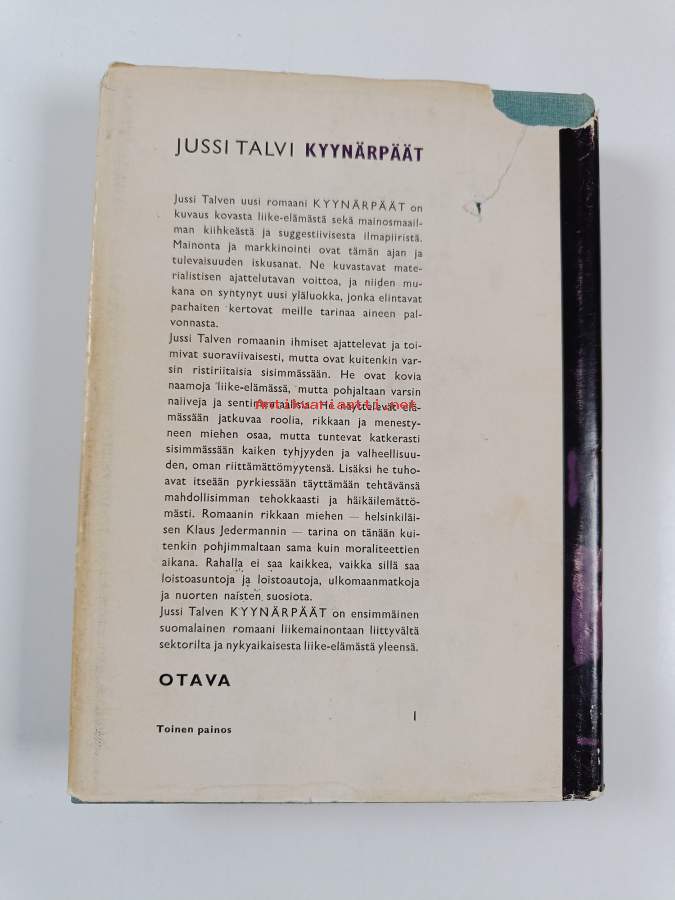 JUSSI TALVI KYYNÄRPÄÄT
Jussi Talven uusi romaani KYYNÄRPÄÄT on
kuvaus kovasta liike-elämästä sekä mainosmaail-
man kiihkeästä ja suggestiivisesta ilmapiiristä.
Mainonta ja markkinointi ovat tämän ajan ja
tulevaisuuden iskusanat. Ne kuvastavat mate-
rialistisen ajattelutavan voittoa, ja niiden mu-
kana on syntynyt uusi yläluokka, jonka elintavat
parhaiten kertovat meille tarinaa aineen pal-
vonnasta.
Jussi Talven romaanin ihmiset ajattelevat ja toi-
mivat suoraviivaisesti, mutta ovat kuitenkin var-
sin ristiriitaisia sisimmässään. He ovat kovia
naamoja liike-elämässä, mutta pohjaltaan varsin
naiiveja ja sentimentaalisia. He näyttelevät elä-
Antikvariantti.net
mässään jatkuvaa roolia, rikkaan ja menesty-
neen miehen osaa, mutta tuntevat katkerasti
sisimmässään kaiken tyhjyyden ja valheellisuu-
den, oman riittämättömyytensä. Lisäksi he tuho-
avat itseään pyrkiessään täyttämään tehtävänsä
mahdollisimman tehokkaasti ja häikäilemättö-
mästi. Romaanin rikkaan miehen — helsinkiläi-
sen Klaus Jedermannin — tarina on tänään kui-
tenkin pohjimmaltaan sama kuin moraliteettien
aikana. Rahalla ei saa kaikkea, vaikka sillä saa
loistoasuntoja ja loistoautoja, ulkomaanmatkoja
ja nuorten naisten suosiota.
Jussi Talven KYYNÄRPÄÄT on ensimmäinen
suomalainen romaani liikemainontaan liittyvältä
sektorilta ja nykyaikaisesta liike-elämästä yleensä.
OTAVA
I
Toinen painos